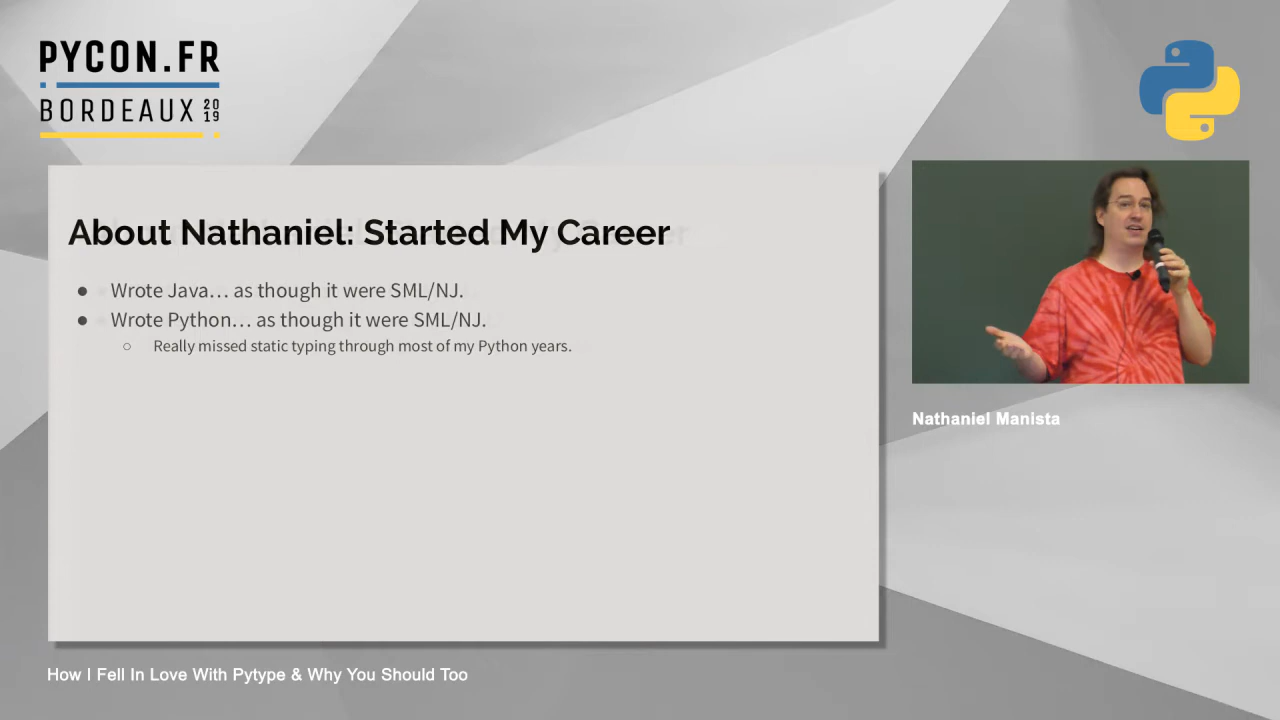 PYCON.FR
BORDEAUX 2019
About Nathaniel: Started My Career
● Wrote Java… as though it were SML/NJ.
● Wrote Python… as though it were SML/NJ.
○ Really missed static typing through most of my Python years.
Nathaniel Manista
How I Fell In Love With Pytype & Why You Should Too